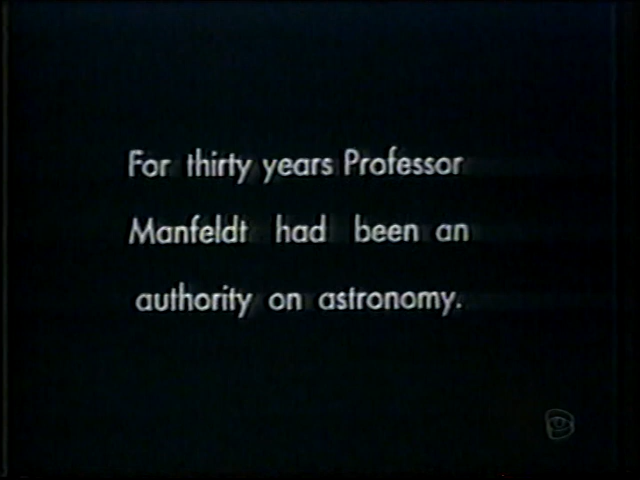 For thirty years Professor
Manfeldt had been an
authority on astronomy.